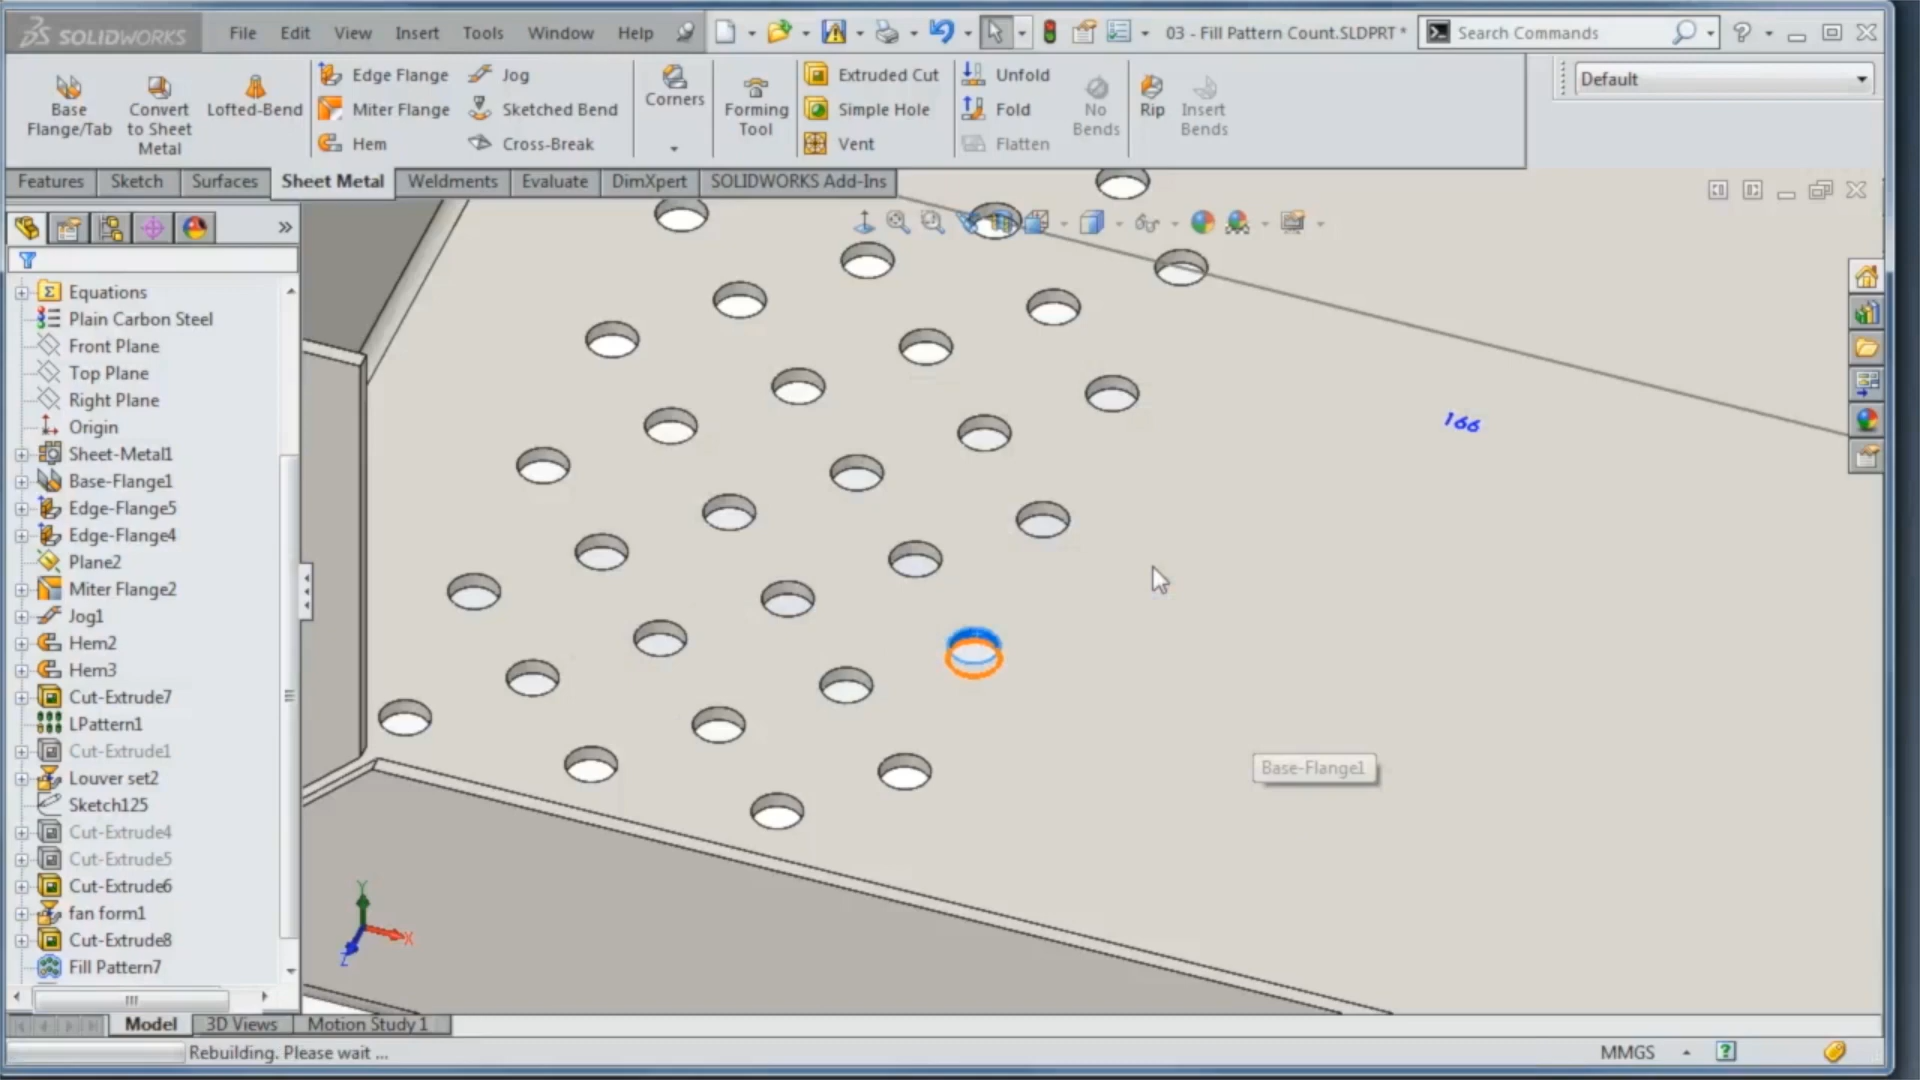 SOLIDWORKS File Edit View Insert Tools Window Help 03 - Fill Pattern Count.SLDPRT * Search Commands ?
Base Flange/Tab
Convert to Sheet Metal
Lofted-Bend
Edge Flange
Miter Flange
Hem
Jog
Sketched Bend
Cross-Break
Corners
Forming Tool
Extruded Cut
Simple Hole
Vent
Unfold
Fold
Flatten
No Bends
Rip
Insert Bends
Default
Features Sketch Surfaces Sheet Metal Weldments Evaluate DimXpert SOLIDWORKS Add-Ins
Equations
Plain Carbon Steel
Front Plane
Top Plane
Right Plane
Origin
Sheet-Metal1
Base-Flange1
Edge-Flange5
Edge-Flange4
Plane2
Miter Flange2
Jog1
Hem2
Hem3
Cut-Extrude7
LPattern1
Cut-Extrude1
Louver set2
Sketch125
Cut-Extrude4
Cut-Extrude5
Cut-Extrude6
fan form1
Cut-Extrude8
Fill Pattern7
166
Base-Flange1
Y
X
Z
Model 3D Views Motion Study 1
Rebuilding. Please wait ... MMGS ?